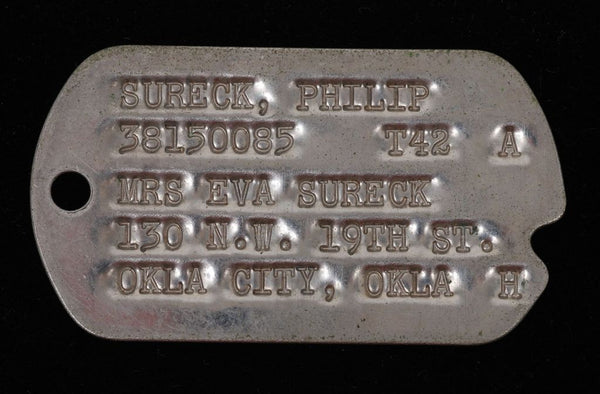 SURECK, PHILIP
38150085 T42 A
MRS EVA SURECK
130 N.W. 19TH ST.
OKLA CITY, OKLA H